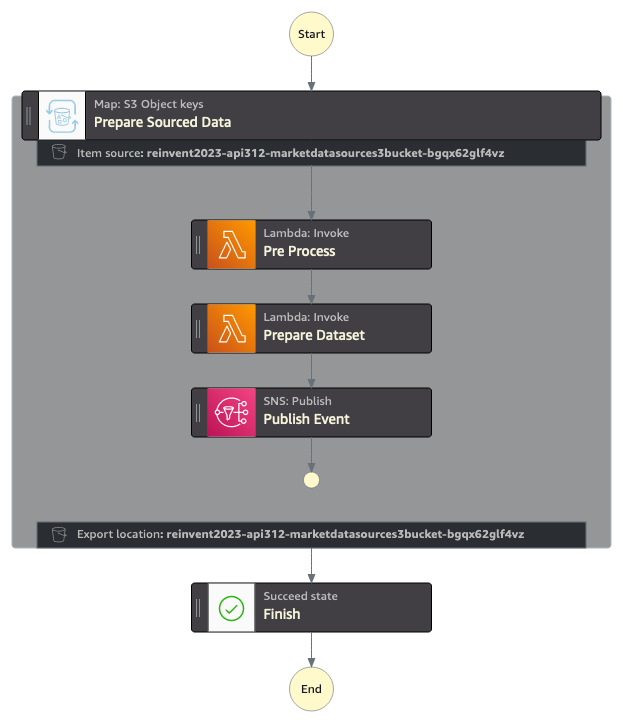 Start
Map: S3 Object keys
Prepare Sourced Data
Item source: reinvent2023-api312-marketdatasources3bucket-bgqx62glf4vz
Lambda: Invoke
Pre Process
Lambda: Invoke
Prepare Dataset
SNS: Publish
Publish Event
Export location: reinvent2023-api312-marketdatasources3bucket-bgqx62glf4vz
Succeed state
Finish
End